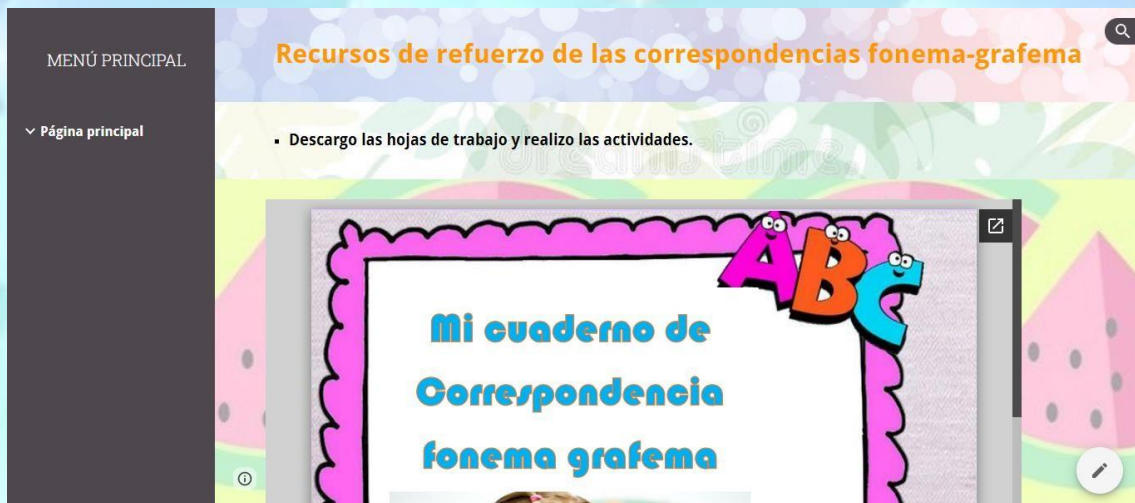 MENÚ PRINCIPAL
Página principal
Recursos de refuerzo de las correspondencias fonema-grafema
Descargo las hojas de trabajo y realizo las actividades.
dreamstime
ABC
Mi cuaderno de
Correspondencia
fonema grafema